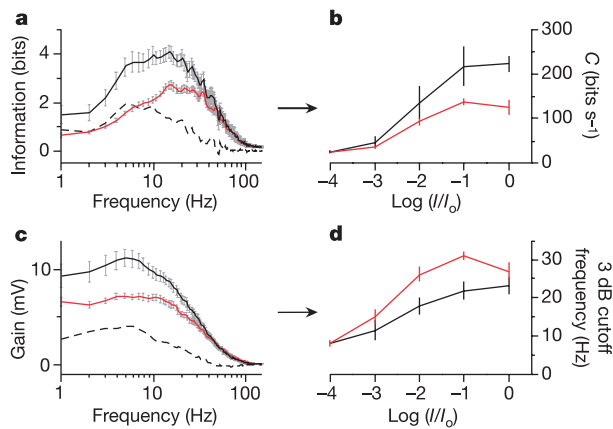 a
Information (bits)
4
2
0
1
10
100
Frequency (Hz)
b
300
200
100
0
C
(bits s⁻¹)
−4
−3
−2
−1
0
Log (I/Iₒ)
c
Gain (mV)
10
0
1
10
100
Frequency (Hz)
d
30
20
10
0
3 dB cutoff
frequency (Hz)
−4
−3
−2
−1
0
Log (I/Iₒ)